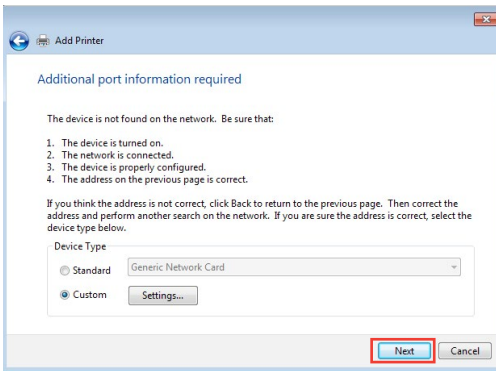 Add Printer
Additional port information required
The device is not found on the network. Be sure that:
1. The device is turned on.
2. The network is connected.
3. The device is properly configured.
4. The address on the previous page is correct.
If you think the address is not correct, click Back to return to the previous page. Then correct the
address and perform another search on the network. If you are sure the address is correct, select the
device type below.
Device Type
Standard
Generic Network Card
Custom
Settings...
Next
Cancel